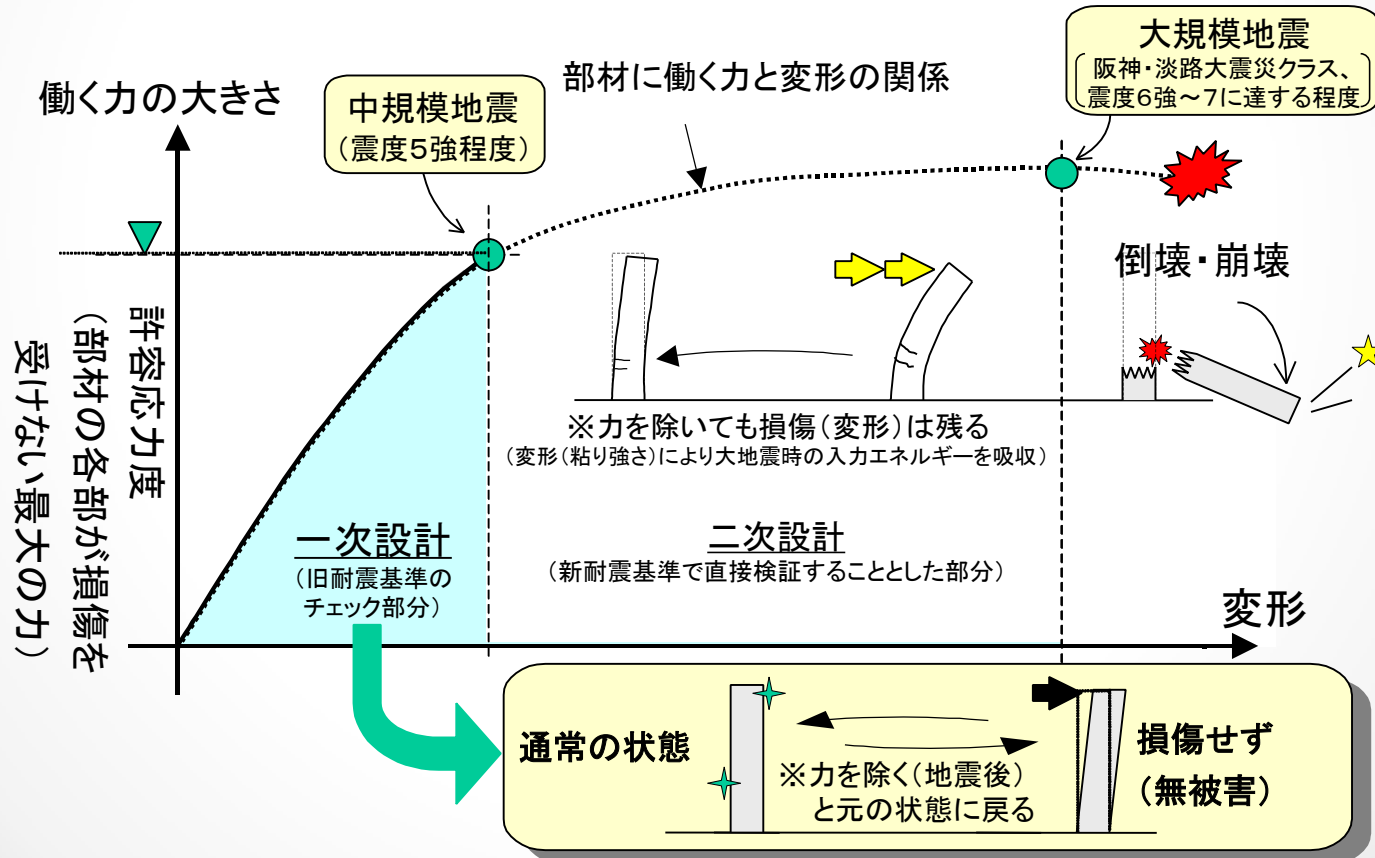 大規模地震
阪神・淡路大震災クラス、
震度6強~7に達する程度
部材に働く力と変形の関係
働く力の大きさ
中規模地震
(震度5強程度)
倒壊・崩壊
許容応力度
(部材の各部が損傷を
受けない最大の力)
※力を除いても損傷(変形)は残る
(変形(粘り強さ)により大地震時の入力エネルギーを吸収)
一次設計
(旧耐震基準の
チェック部分)
二次設計
(新耐震基準で直接検証することとした部分)
変形
通常の状態
※力を除く(地震後)
と元の状態に戻る
損傷せず
(無被害)